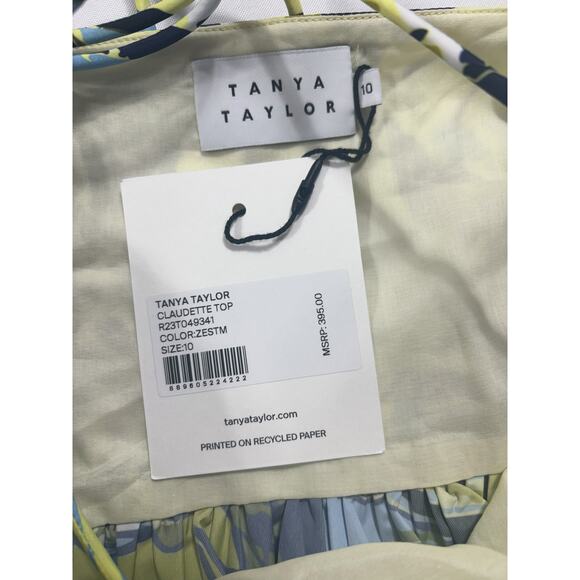 TANYA
TAYLOR
10
TANYA TAYLOR
CLAUDETTE TOP
R23T049341
COLOR:ZESTM
SIZE:10
889605224222
MSRP: 395.00
tanyataylor.com
PRINTED ON RECYCLED PAPER